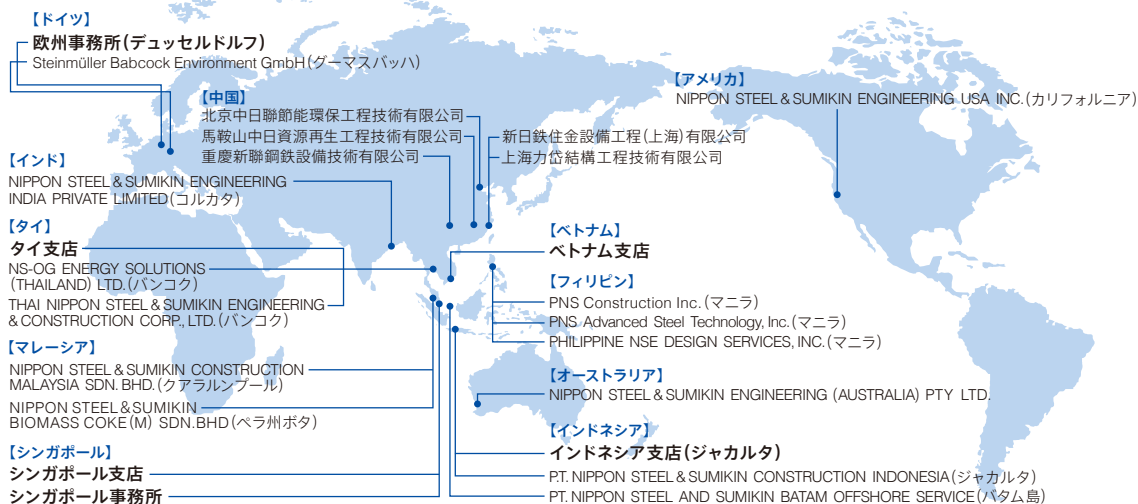 【ドイツ】
欧州事務所(デュッセルドルフ)
Steinmüller Babcock Environment GmbH(グーマスバッハ)
【中国】
北京中日聯節能環保工程技術有限公司
馬鞍山中日資源再生工程技術有限公司
重慶新聯鋼鉄設備技術有限公司
新日鉄住金設備工程(上海)有限公司
上海力岱結構工程技術有限公司
【アメリカ】
NIPPON STEEL & SUMIKIN ENGINEERING USA INC.(カリフォルニア)
【インド】
NIPPON STEEL & SUMIKIN ENGINEERING
INDIA PRIVATE LIMITED(コルカタ)
【タイ】
タイ支店
NS-OG ENERGY SOLUTIONS
(THAILAND) LTD.(バンコク)
THAI NIPPON STEEL & SUMIKIN ENGINEERING
& CONSTRUCTION CORP., LTD.(バンコク)
【マレーシア】
NIPPON STEEL & SUMIKIN CONSTRUCTION
MALAYSIA SDN. BHD.(クアラルンプール)
NIPPON STEEL & SUMIKIN
BIOMASS COKE (M) SDN.BHD(ペラ州ボタ)
【シンガポール】
シンガポール支店
シンガポール事務所
【ベトナム】
ベトナム支店
【フィリピン】
PNS Construction Inc.(マニラ)
PNS Advanced Steel Technology, Inc.(マニラ)
PHILIPPINE NSE DESIGN SERVICES, INC.(マニラ)
【オーストラリア】
NIPPON STEEL & SUMIKIN ENGINEERING (AUSTRALIA) PTY LTD.
【インドネシア】
インドネシア支店(ジャカルタ)
P.T. NIPPON STEEL & SUMIKIN CONSTRUCTION INDONESIA(ジャカルタ)
PT. NIPPON STEEL AND SUMIKIN BATAM OFFSHORE SERVICE(バタム島)